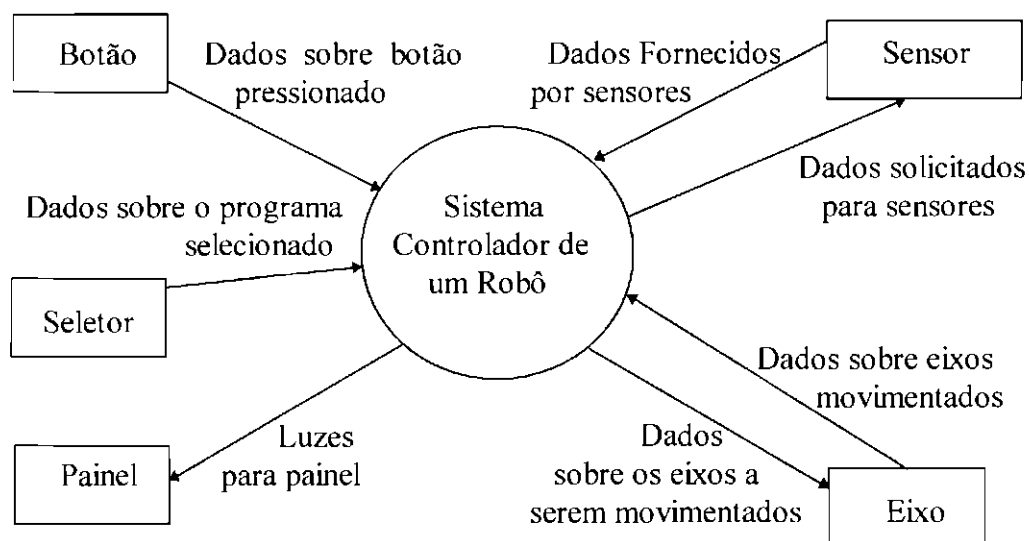 Botão
Dados sobre botão
pressionado
Dados Fornecidos
por sensores
Sensor
Dados solicitados
para sensores
Dados sobre o programa
selecionado
Sistema
Controlador de
um Robô
Seletor
Dados sobre eixos
movimentados
Luzes
para painel
Dados
sobre os eixos a
serem movimentados
Painel
Eixo